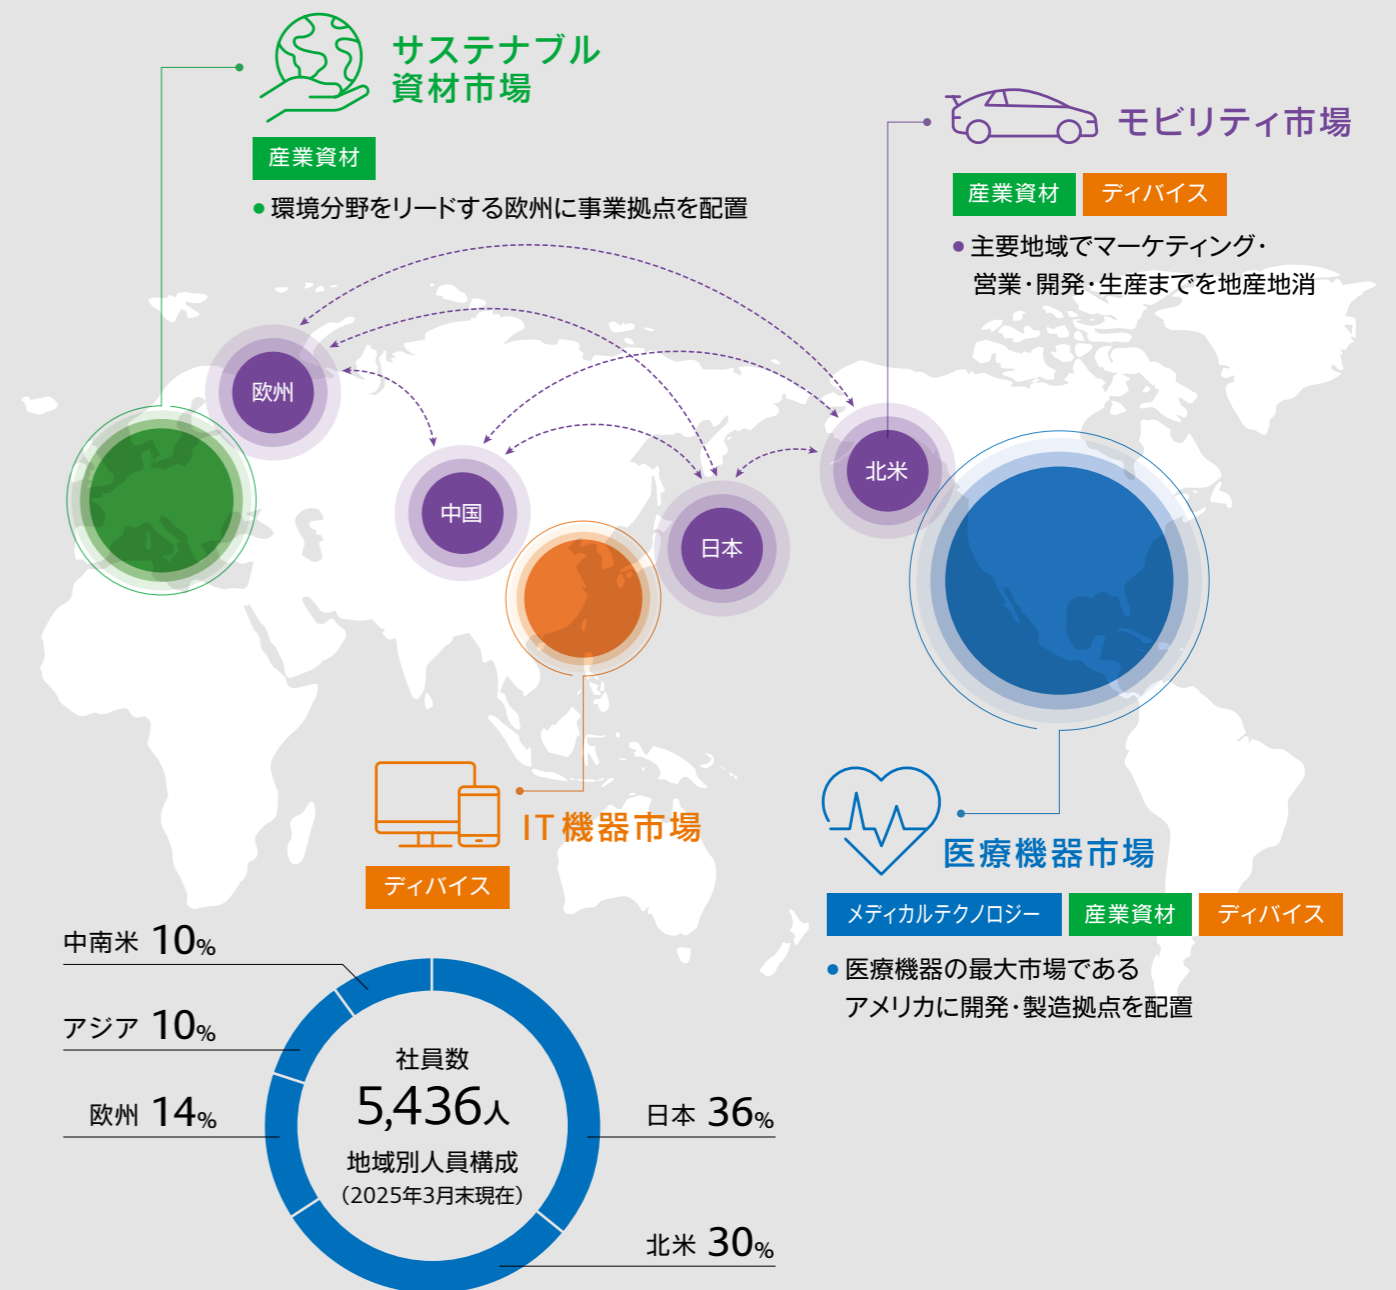 サステナブル
資材市場
産業資材
● 環境分野をリードする欧州に事業拠点を配置
モビリティ市場
産業資材 ディバイス
● 主要地域でマーケティング・
営業・開発・生産までを地産地消
欧州
中国
日本
北米
IT機器市場
ディバイス
医療機器市場
メディカルテクノロジー 産業資材 ディバイス
● 医療機器の最大市場である
アメリカに開発・製造拠点を配置
中南米 10%
アジア 10%
欧州 14%
社員数
5,436人
地域別人員構成
(2025年3月末現在)
日本 36%
北米 30%